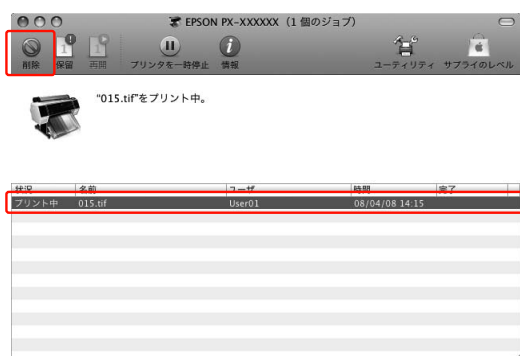 EPSON PX-XXXXXX（1 個のジョブ）
削除 保留 再開 プリンタを一時停止 情報 ユーティリティ サプライのレベル
"015.tif"をプリント中。
状況 名前 ユーザ 時間 完了
プリント中 015.tif User01 08/04/08 14:15